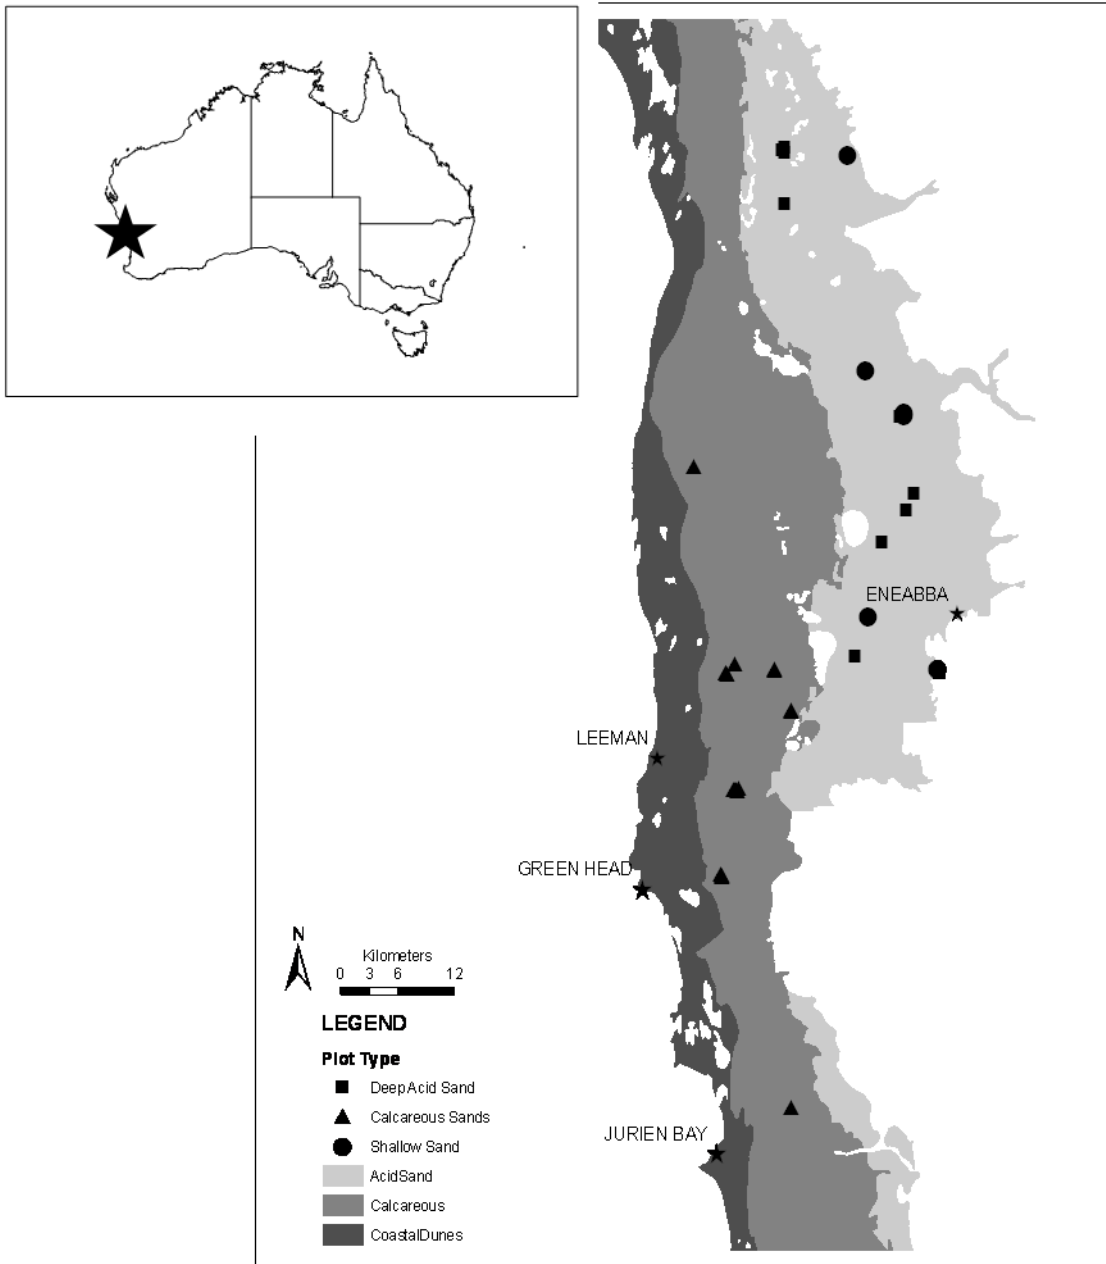 ENEABBA
LEEMAN
GREEN HEAD
N
Kilometers
0 3 6 12
LEGEND
Plot Type
DeepAcid Sand
Calcareous Sands
Shallow Sand
JURIEN BAY
AcidSand
Calcareous
CoastalDunes